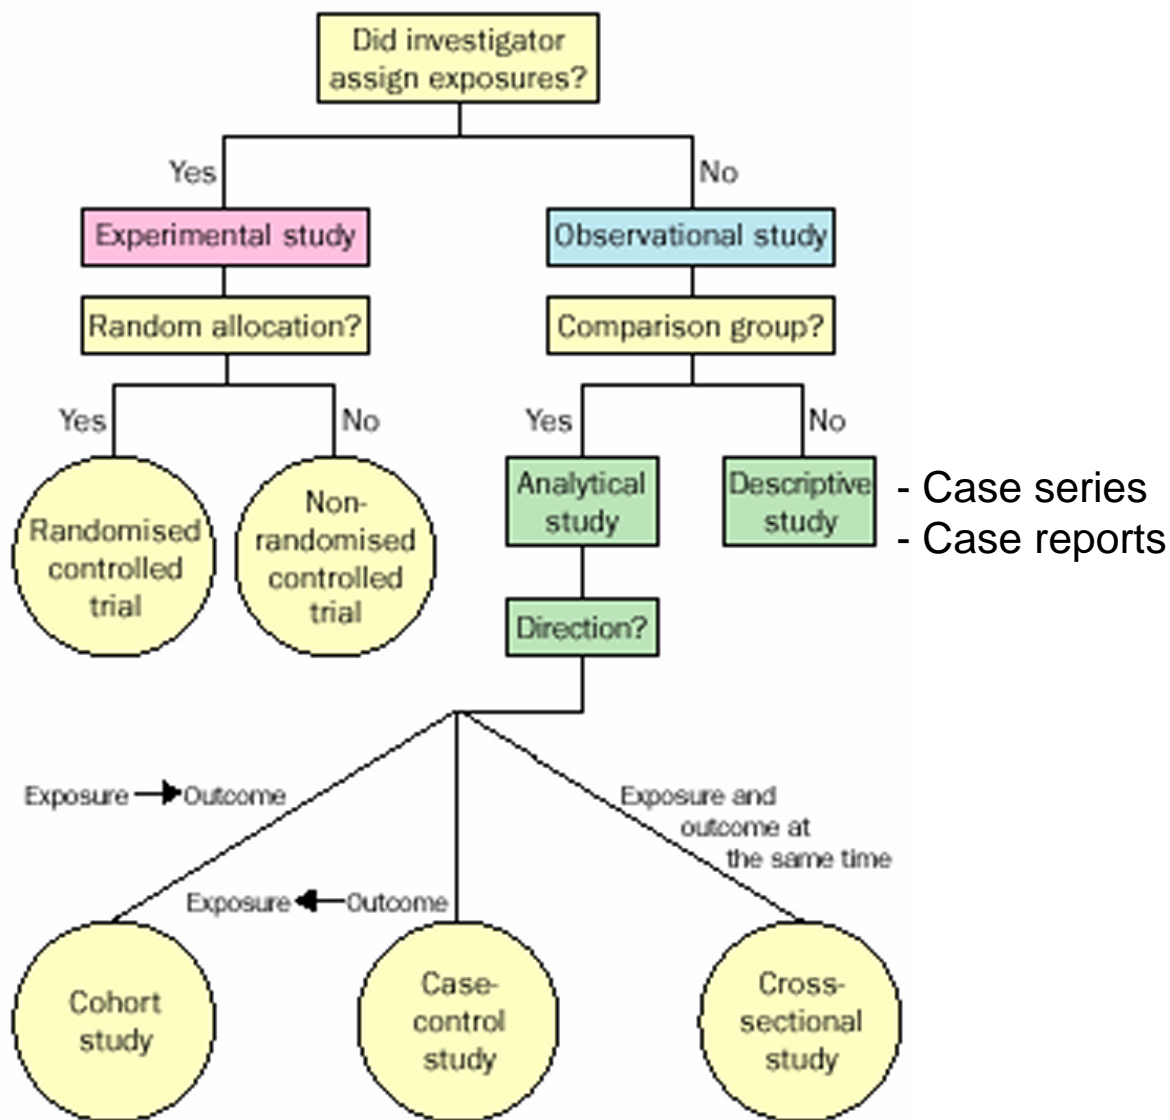 Did investigator
assign exposures?
Yes
No
Experimental study
Observational study
Random allocation?
Comparison group?
Yes
No
Yes
No
Randomised
controlled
trial
Non-
randomised
controlled
trial
Analytical
study
Descriptive
study
- Case series
- Case reports
Direction?
Exposure → Outcome
Exposure and
outcome at
the same time
Exposure ← Outcome
Cohort
study
Case-
control
study
Cross-
sectional
study